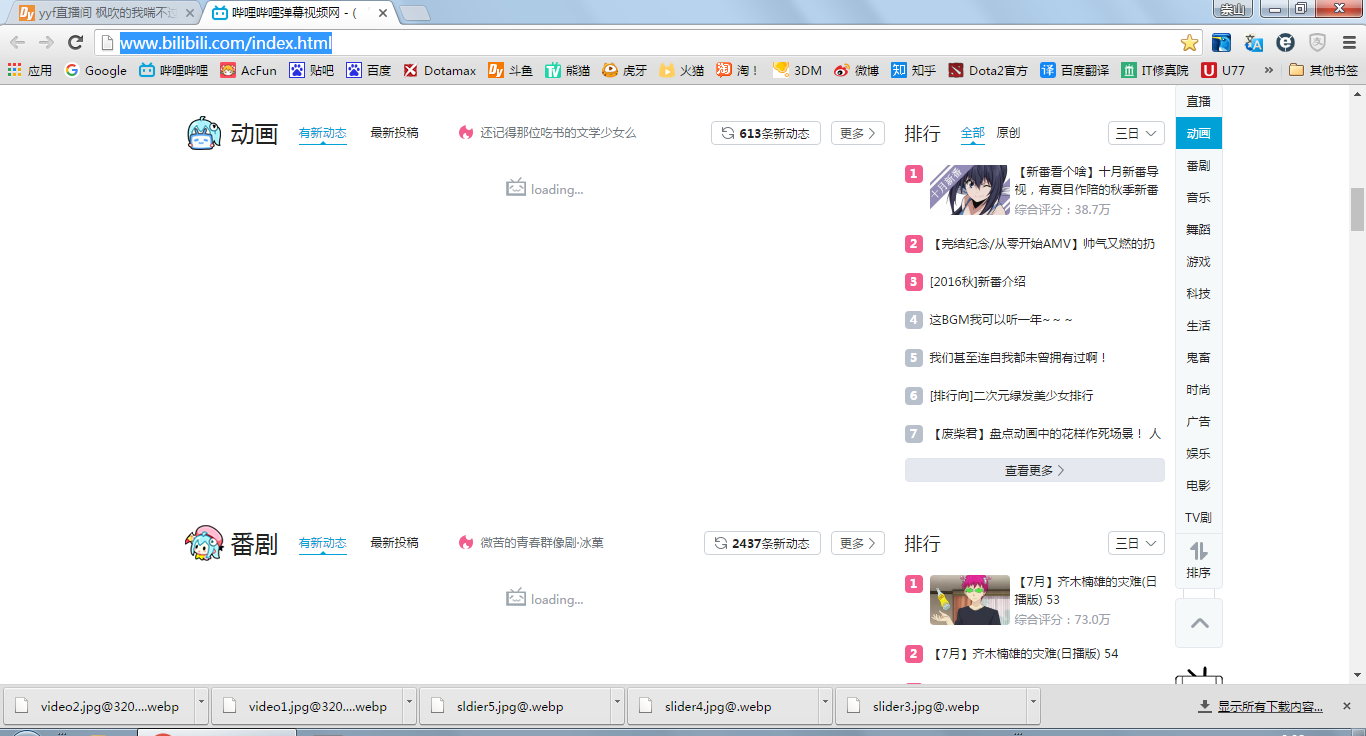 yyf直播间 枫吹的我喘不过
哔哩哔哩弹幕视频网 - (
崇山
www.bilibili.com/index.html
应用 Google 哔哩哔哩 AcFun 贴吧 百度 Dotamax 斗鱼 熊猫 虎牙 火猫 淘! 3DM 微博 知乎 Dota2官方 百度翻译 IT修真院 U77 » 其他书签
动画 有新动态 最新投稿 还记得那位吃书的文学少女么 613条新动态 更多
loading...
排行 全部 原创 三日
1 十月新番 【新番看个啥】十月新番导
视，有夏目作陪的秋季新番
综合评分：38.7万
2 【完结纪念/从零开始AMV】帅气又燃的扔
3 [2016秋]新番介绍
4 这BGM我可以听一年~ ~ ~
5 我们甚至连自我都未曾拥有过啊！
6 [排行向]二次元绿发美少女排行
7 【废柴君】盘点动画中的花样作死场景！ 人
查看更多
番剧 有新动态 最新投稿 微苦的青春群像剧·冰菓 2437条新动态 更多
loading...
排行 三日
1 【7月】齐木楠雄的灾难(日
播版) 53
综合评分：73.0万
2 【7月】齐木楠雄的灾难(日播版) 54
直播
动画
番剧
音乐
舞蹈
游戏
科技
生活
鬼畜
时尚
广告
娱乐
电影
TV剧
排序
video2.jpg@320....webp video1.jpg@320....webp sldier5.jpg@.webp slider4.jpg@.webp slider3.jpg@.webp 显示所有下载内容...